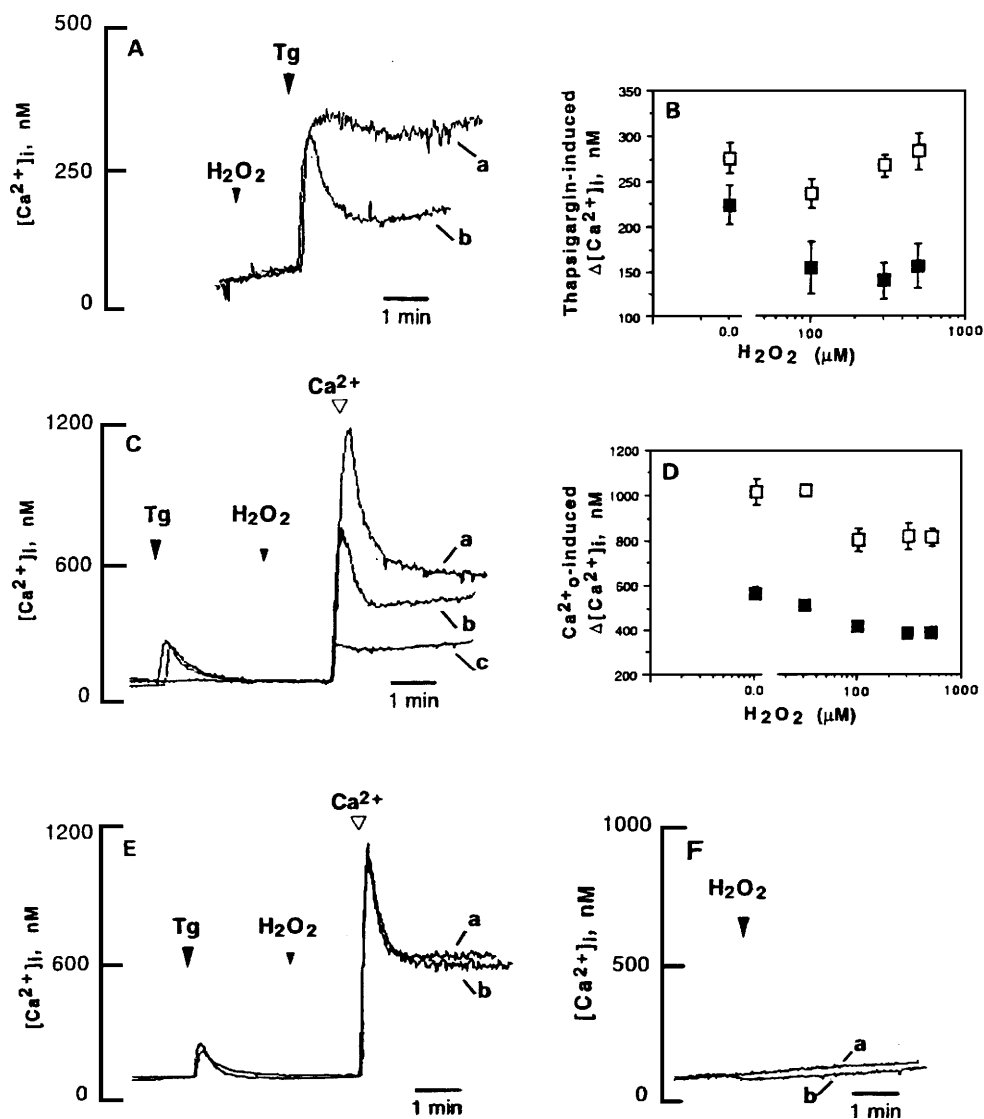 A
500
250
0
[Ca²⁺]i, nM
H₂O₂
Tg
a
b
1 min
B
350
300
250
200
150
100
Thapsigargin-induced
Δ[Ca²⁺]i, nM
0.0
100
1000
H₂O₂ (μM)
C
1200
600
0
[Ca²⁺]i, nM
Tg
H₂O₂
Ca²⁺
a
b
c
1 min
D
1200
1000
800
600
400
200
Ca²⁺o-induced
Δ[Ca²⁺]i, nM
0.0
100
1000
H₂O₂ (μM)
E
1200
600
0
[Ca²⁺]i, nM
Tg
H₂O₂
Ca²⁺
a
b
1 min
F
1000
500
0
[Ca²⁺]i, nM
H₂O₂
a
b
1 min